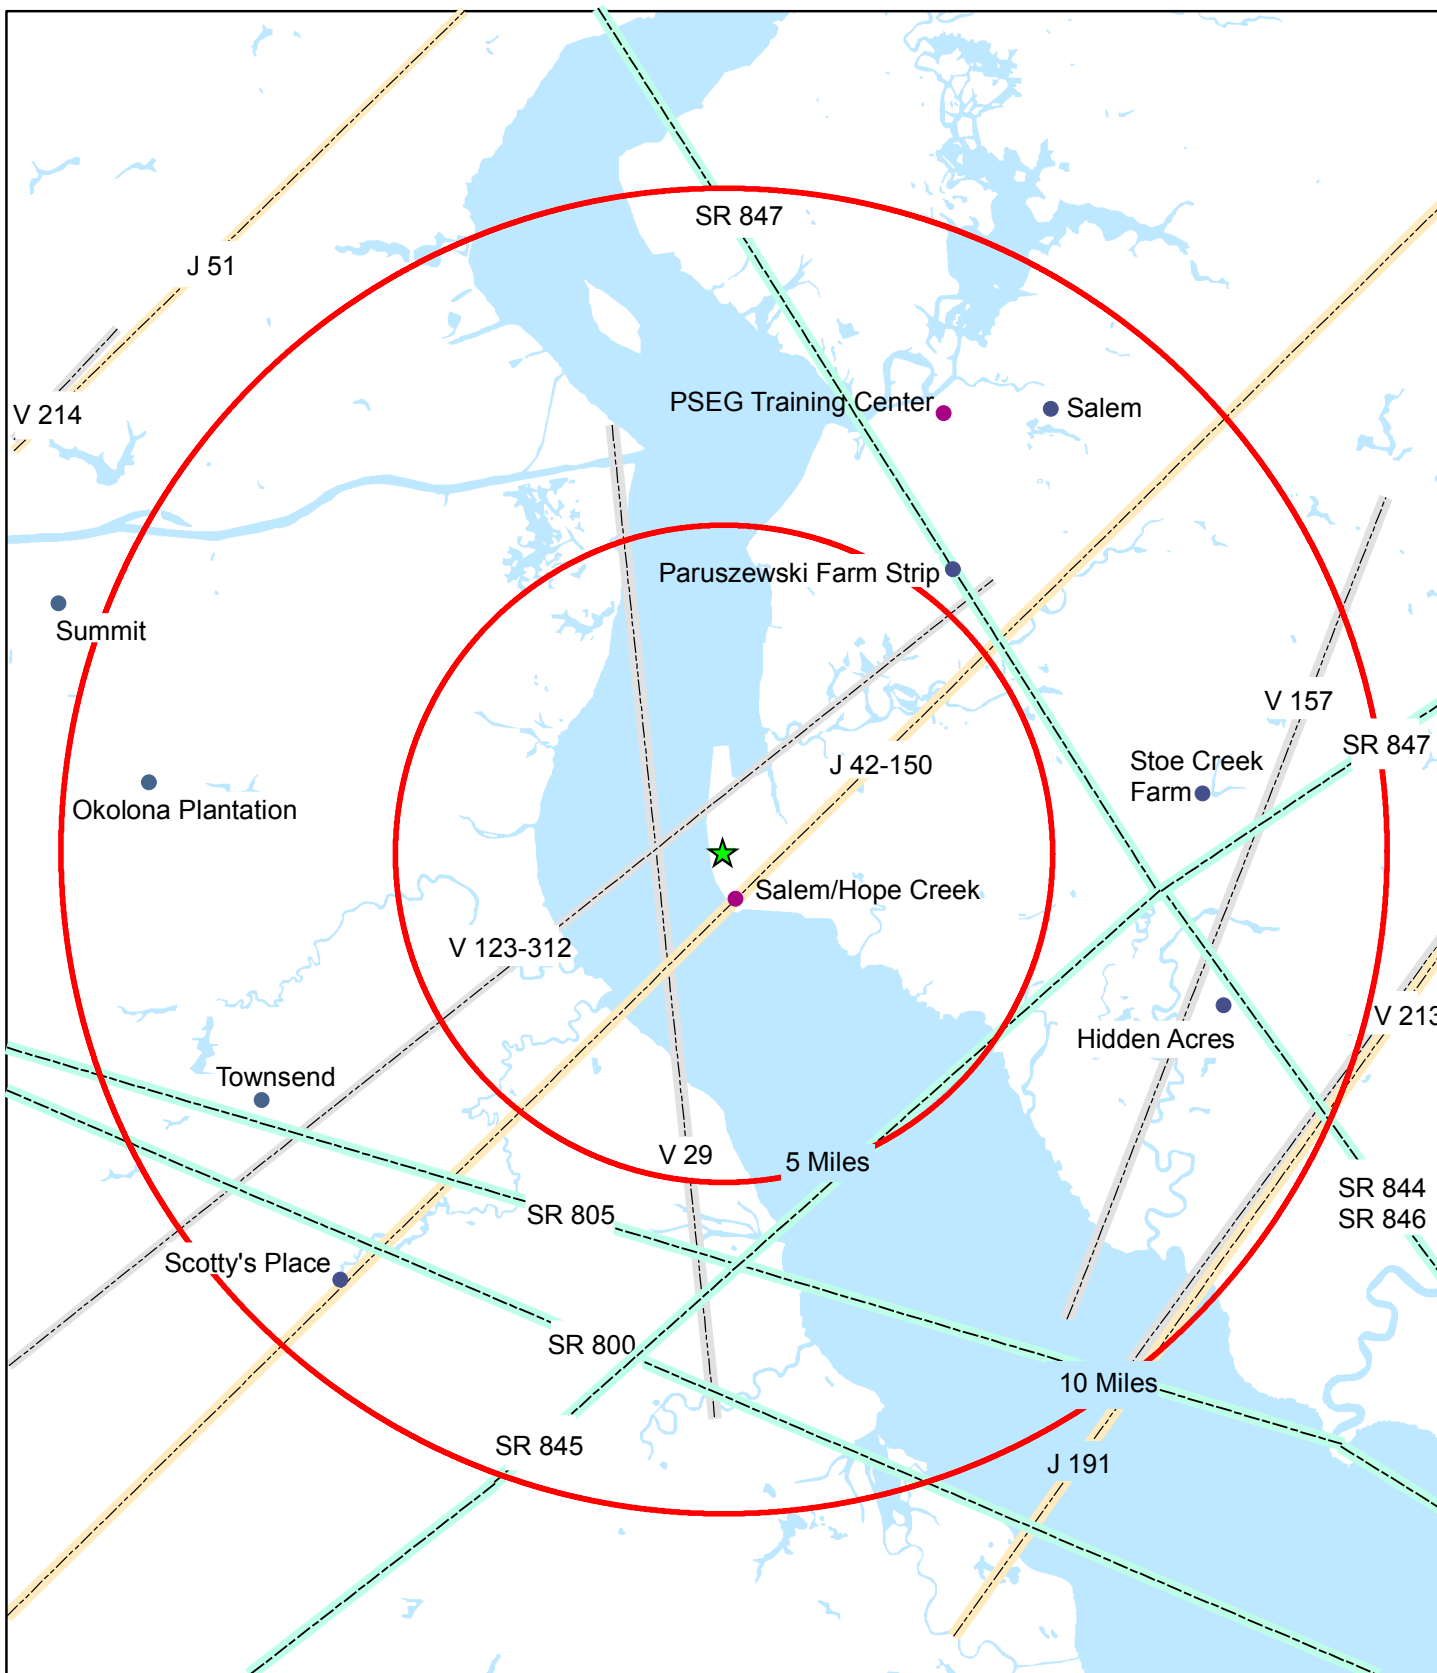 SR 847
J 51
V 214
PSEG Training Center
Salem
Paruszewski Farm Strip
Summit
V 157
SR 847
J 42-150
Stoe Creek
Farm
Okolona Plantation
Salem/Hope Creek
V 123-312
V 213
Hidden Acres
Townsend
V 29
5 Miles
SR 844
SR 846
SR 805
Scotty's Place
SR 800
10 Miles
SR 845
J 191